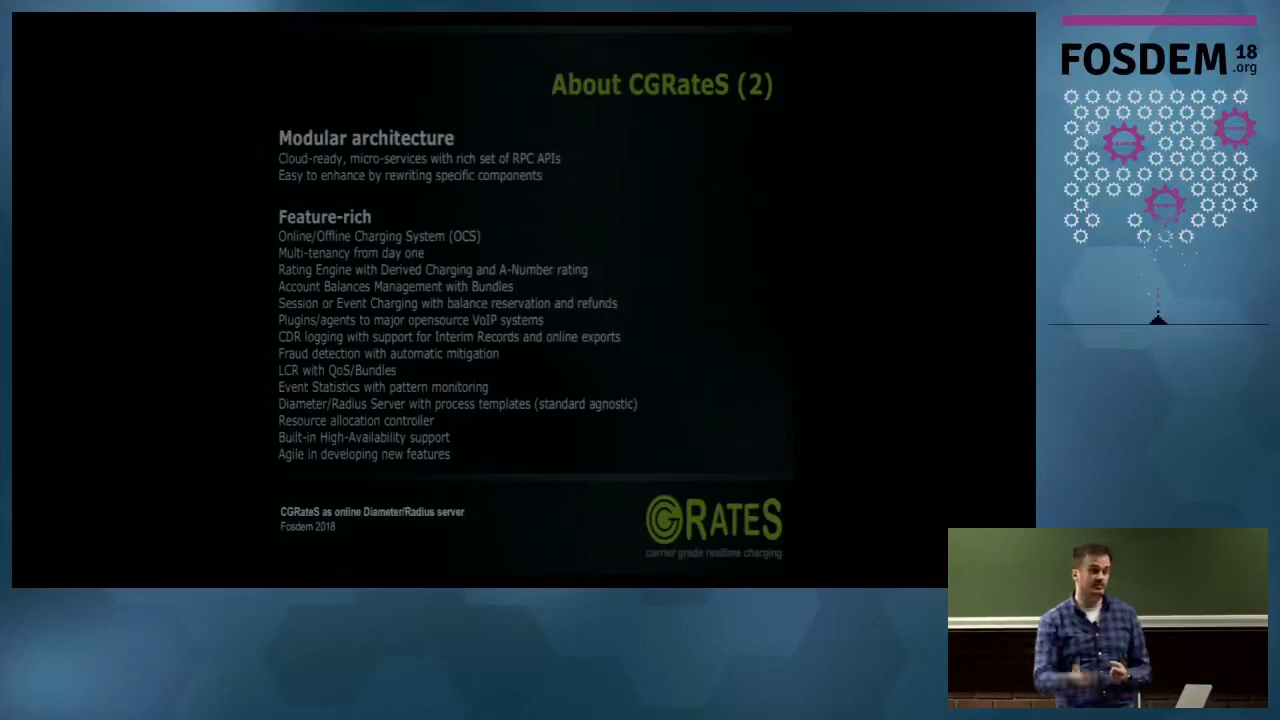 About CGRateS (2)
Modular architecture
Cloud-ready, micro-services with rich set of RPC APIs
Easy to enhance by rewriting specific components
Feature-rich
Online/Offline Charging System (OCS)
Multi-tenancy from day one
Rating Engine with Derived Charging and A-Number rating
Account Balances Management with Bundles
Session or Event Charging with balance reservation and refunds
Plugins/agents to major opensource VoIP systems
CDR logging with support for Interim Records and online exports
Fraud detection with automatic mitigation
LCR with QoS/Bundles
Event Statistics with pattern monitoring
Diameter/Radius Server with process templates (standard agnostic)
Resource allocation controller
Built-in High-Availability support
Agile in developing new features
CGRateS as online Diameter/Radius server
Fosdem 2018
CGRATES
carrier grade realtime charging
FOSDEM 18
.org